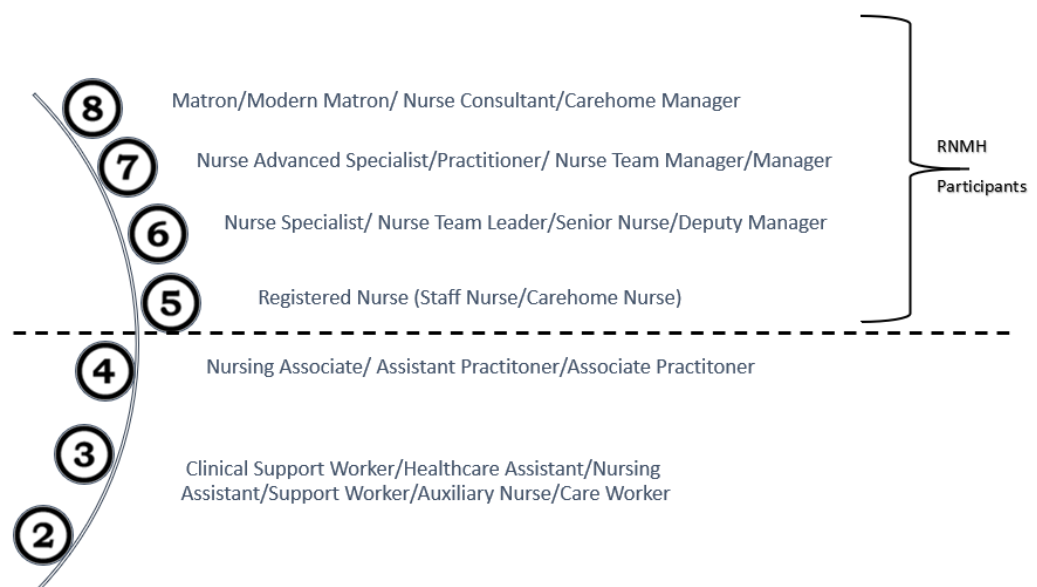 8 Matron/Modern Matron/ Nurse Consultant/Carehome Manager
RNMH
7 Nurse Advanced Specialist/Practitioner/ Nurse Team Manager/Manager
Participants
6 Nurse Specialist/ Nurse Team Leader/Senior Nurse/Deputy Manager
5 Registered Nurse (Staff Nurse/Carehome Nurse)
4 Nursing Associate/ Assistant Practitoner/Associate Practitoner
3 Clinical Support Worker/Healthcare Assistant/Nursing
Assistant/Support Worker/Auxiliary Nurse/Care Worker
2